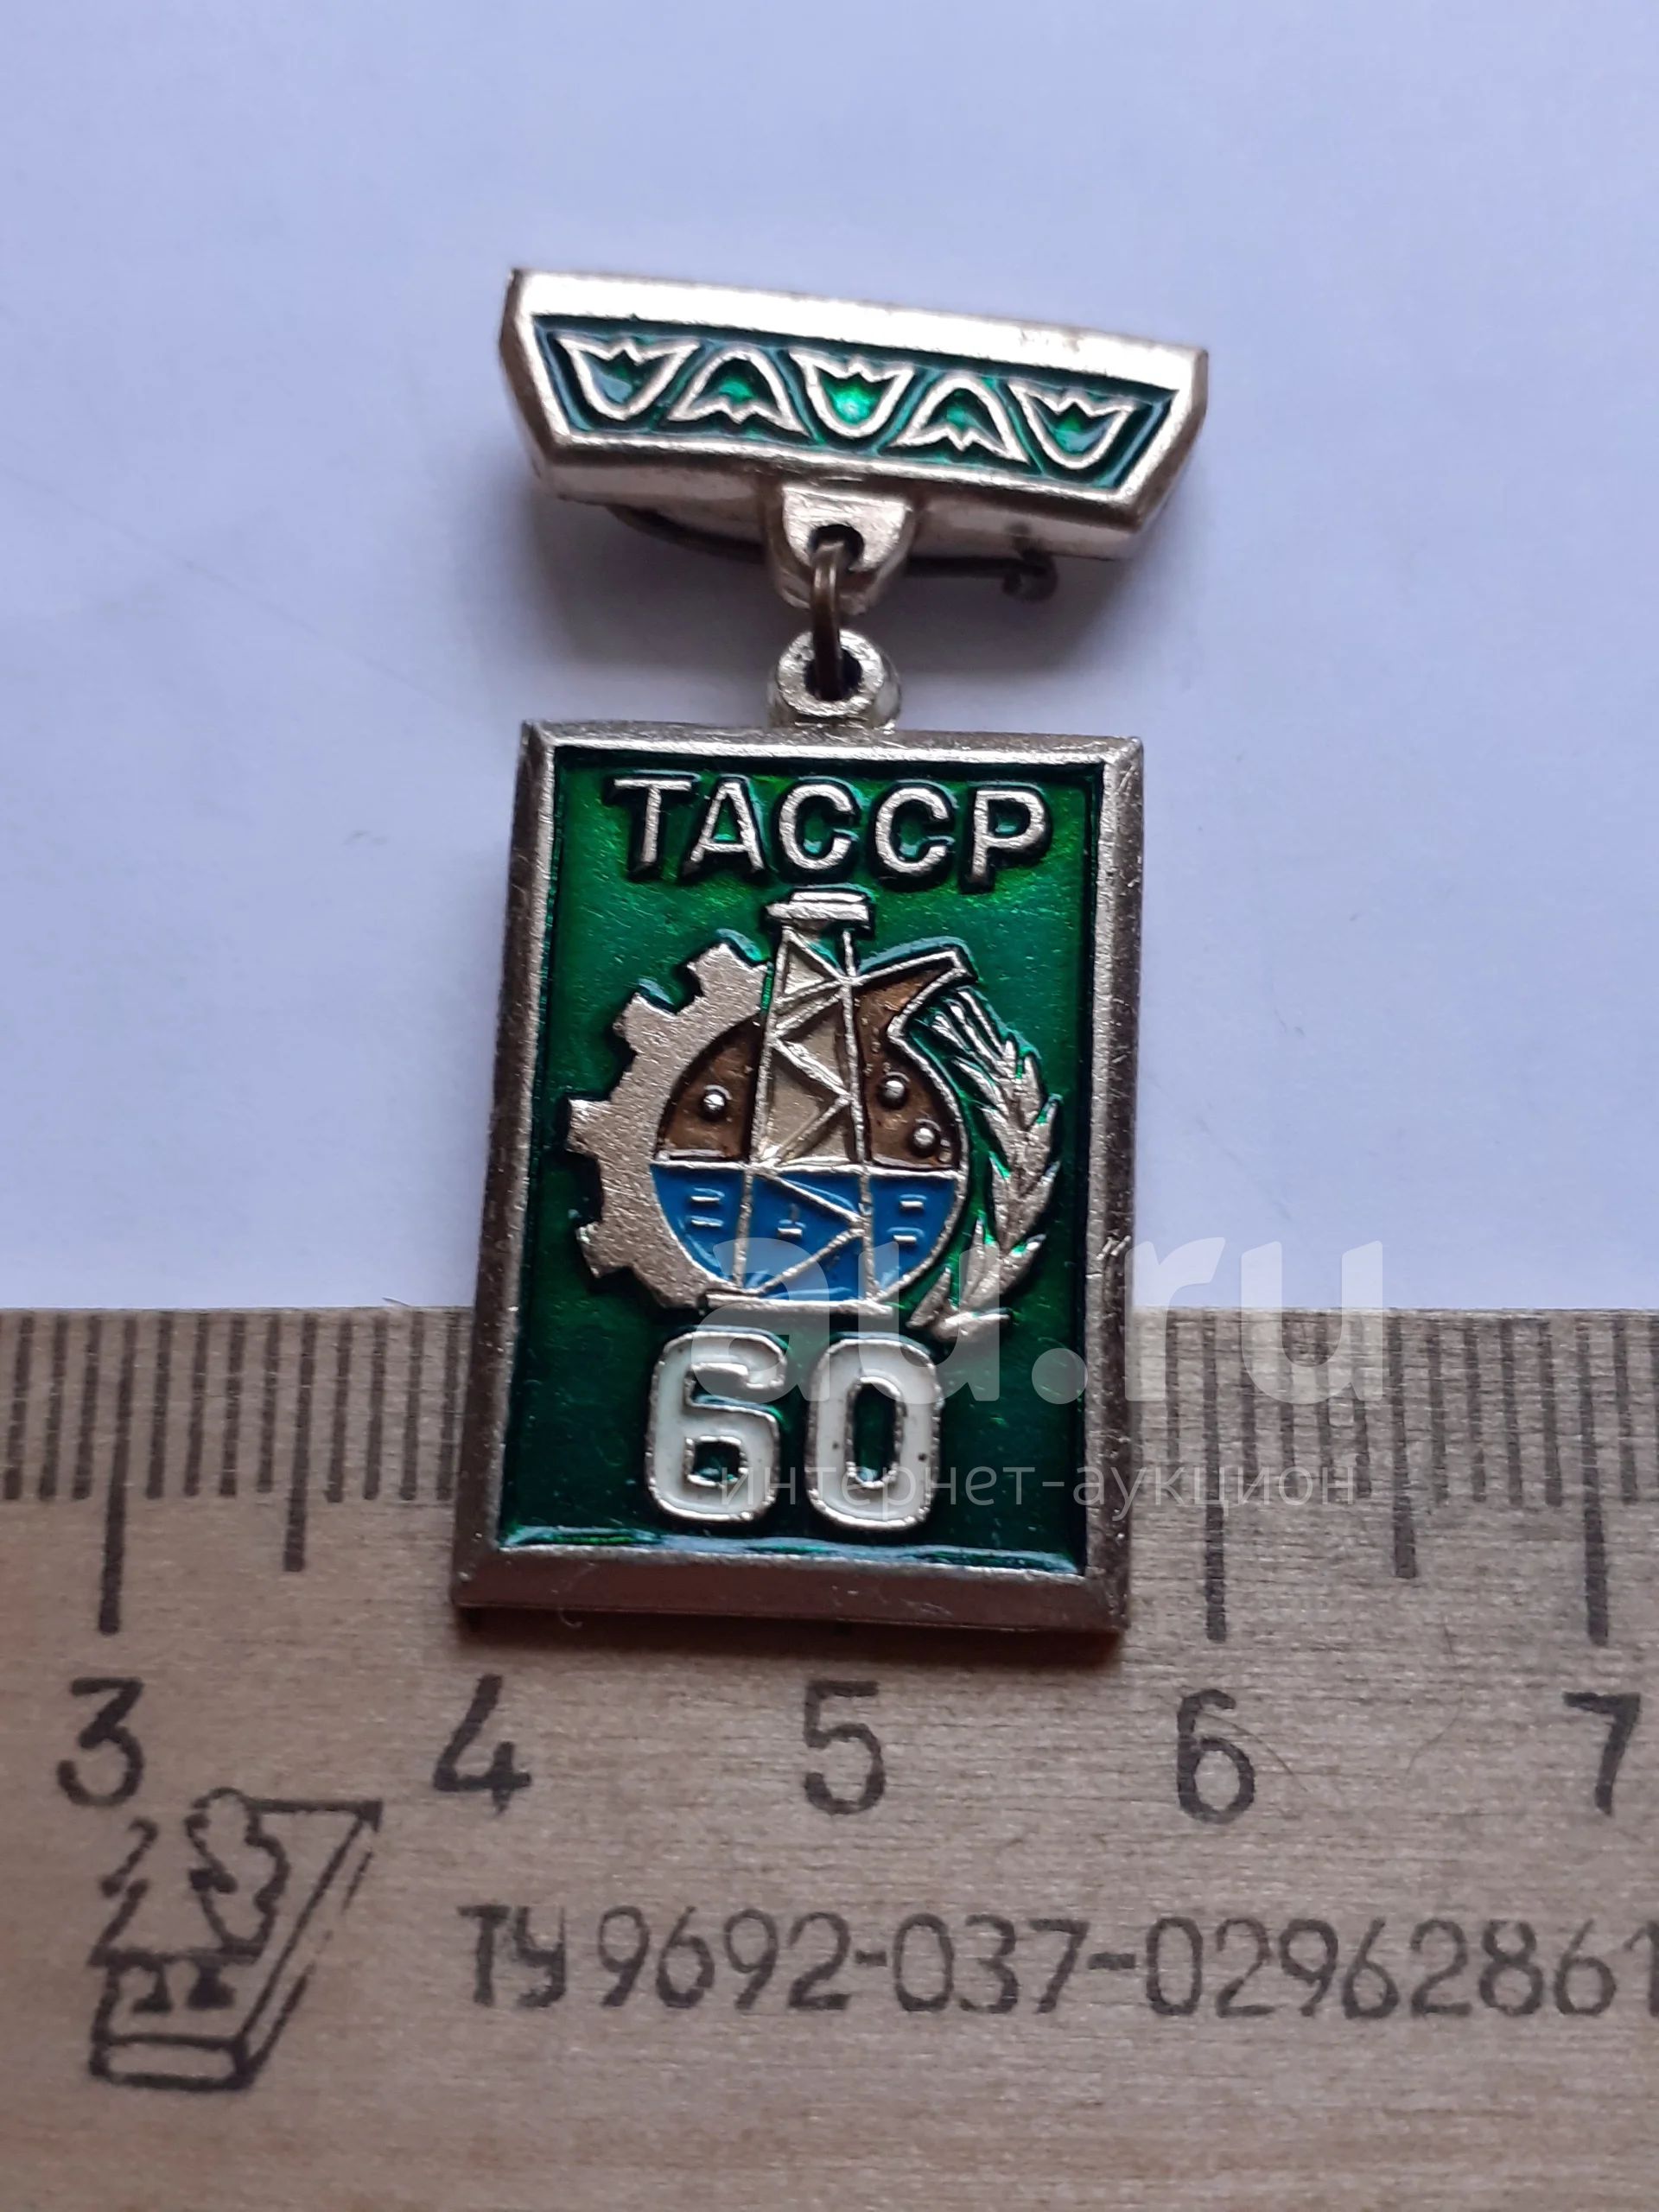 ТАССР
60
au.ru
интернет-аукцион
3 4 5 6 7
ТУ 9692-037-02962861